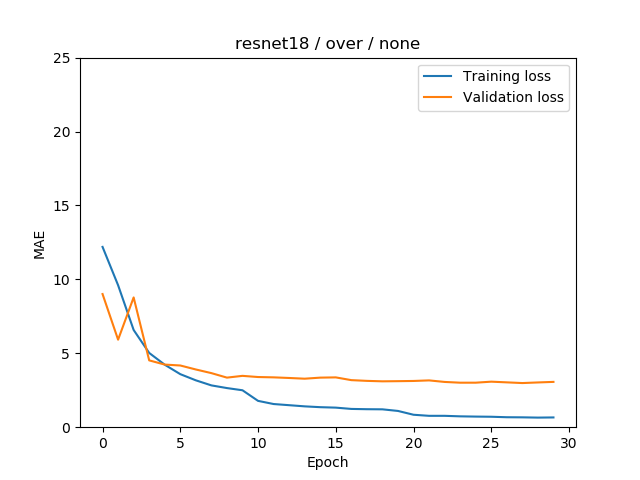 resnet18 / over / none
Training loss
Validation loss
25
20
15
10
5
0
MAE
0 5 10 15 20 25 30
Epoch